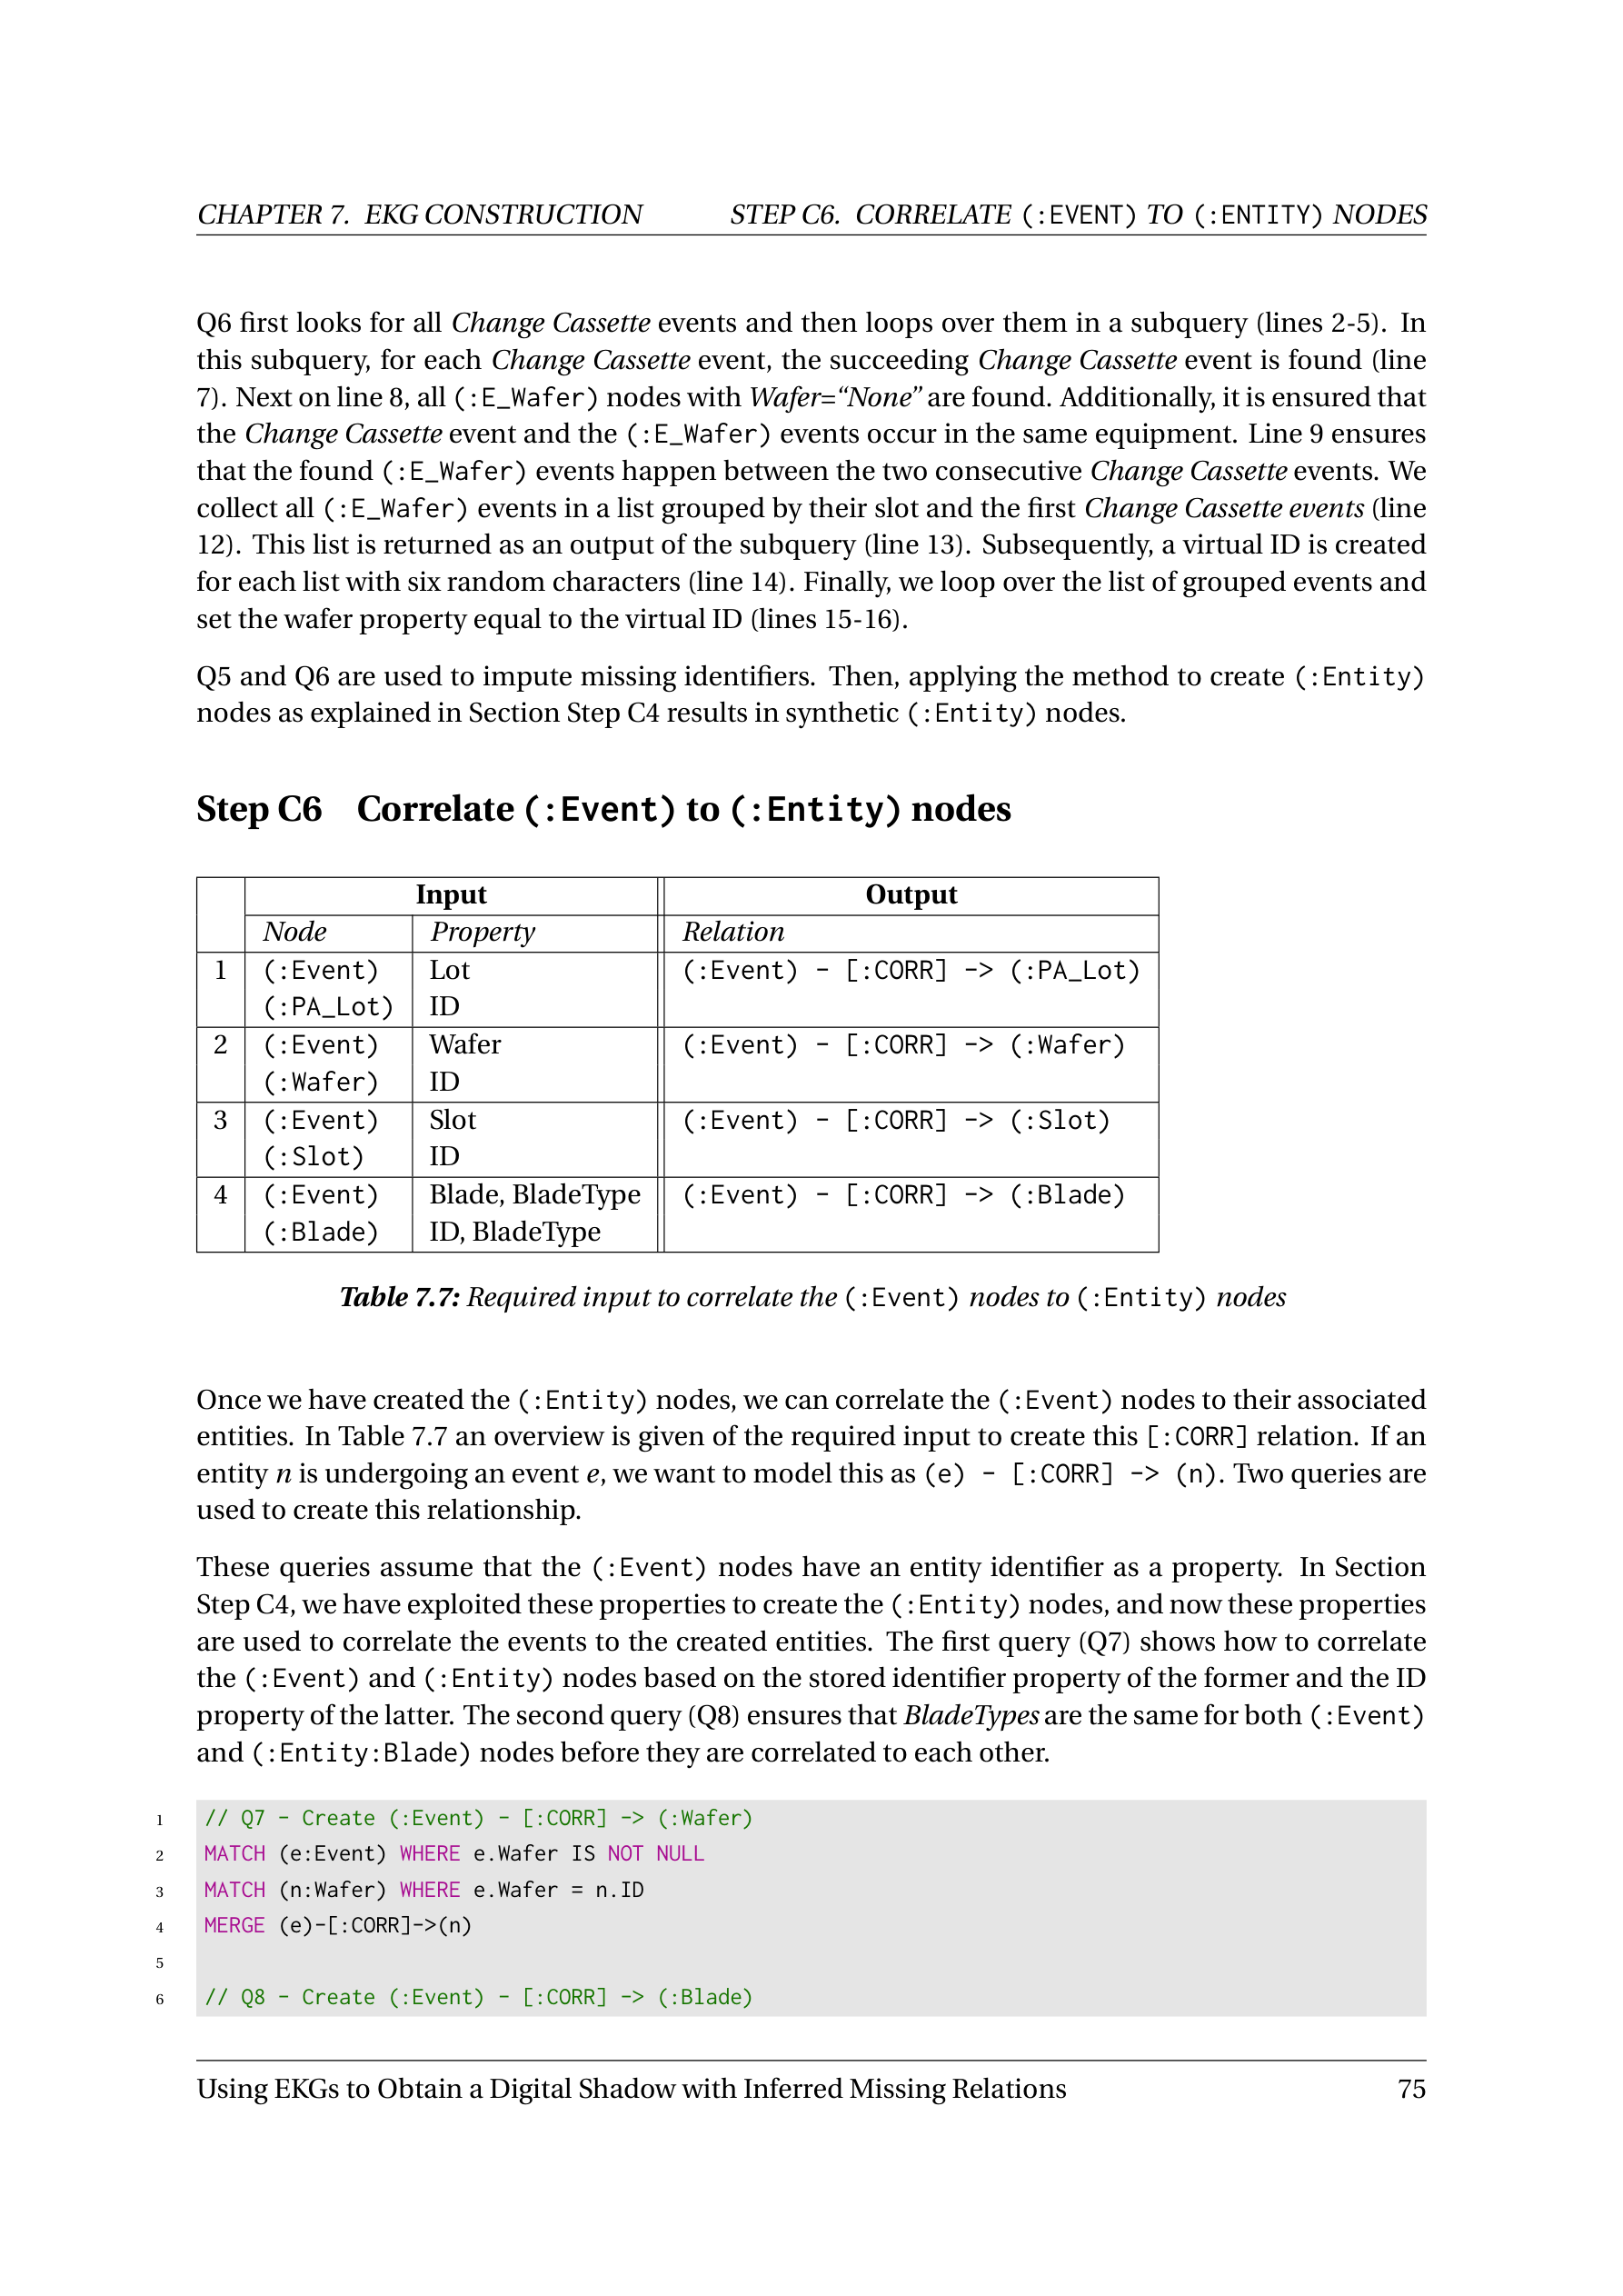 CHAPTER 7. EKG CONSTRUCTION STEP C6. CORRELATE (:EVENT) TO (:ENTITY) NODES
Q6 first looks for all Change Cassette events and then loops over them in a subquery (lines 2-5). In
this subquery, for each Change Cassette event, the succeeding Change Cassette event is found (line
7). Next on line 8, all (:E_Wafer) nodes with Wafer=“None” are found. Additionally, it is ensured that
the Change Cassette event and the (:E_Wafer) events occur in the same equipment. Line 9 ensures
that the found (:E_Wafer) events happen between the two consecutive Change Cassette events. We
collect all (:E_Wafer) events in a list grouped by their slot and the first Change Cassette events (line
12). This list is returned as an output of the subquery (line 13). Subsequently, a virtual ID is created
for each list with six random characters (line 14). Finally, we loop over the list of grouped events and
set the wafer property equal to the virtual ID (lines 15-16).
Q5 and Q6 are used to impute missing identifiers. Then, applying the method to create (:Entity)
nodes as explained in Section Step C4 results in synthetic (:Entity) nodes.
Step C6 Correlate (:Event) to (:Entity) nodes
Input Output
Node Property Relation
1 (:Event) Lot (:Event) - [:CORR] -> (:PA_Lot)
(:PA_Lot) ID
2 (:Event) Wafer (:Event) - [:CORR] -> (:Wafer)
(:Wafer) ID
3 (:Event) Slot (:Event) - [:CORR] -> (:Slot)
(:Slot) ID
4 (:Event) Blade, BladeType (:Event) - [:CORR] -> (:Blade)
(:Blade) ID, BladeType
Table 7.7: Required input to correlate the (:Event) nodes to (:Entity) nodes
Once we have created the (:Entity) nodes, we can correlate the (:Event) nodes to their associated
entities. In Table 7.7 an overview is given of the required input to create this [:CORR] relation. If an
entity n is undergoing an event e, we want to model this as (e) - [:CORR] -> (n). Two queries are
used to create this relationship.
These queries assume that the (:Event) nodes have an entity identifier as a property. In Section
Step C4, we have exploited these properties to create the (:Entity) nodes, and now these properties
are used to correlate the events to the created entities. The first query (Q7) shows how to correlate
the (:Event) and (:Entity) nodes based on the stored identifier property of the former and the ID
property of the latter. The second query (Q8) ensures that BladeTypes are the same for both (:Event)
and (:Entity:Blade) nodes before they are correlated to each other.
1 // Q7 - Create (:Event) - [:CORR] -> (:Wafer)
2 MATCH (e:Event) WHERE e.Wafer IS NOT NULL
3 MATCH (n:Wafer) WHERE e.Wafer = n.ID
4 MERGE (e)-[:CORR]->(n)
5
6 // Q8 - Create (:Event) - [:CORR] -> (:Blade)
Using EKGs to Obtain a Digital Shadow with Inferred Missing Relations 75